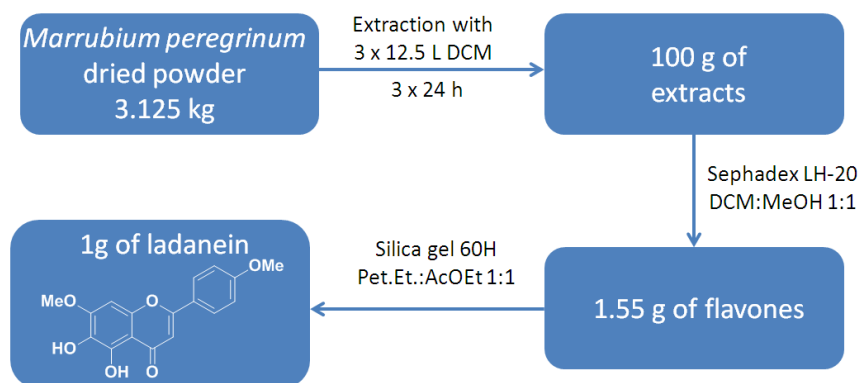 Marrubium peregrinum
dried powder
3.125 kg
Extraction with
3 x 12.5 L DCM
3 x 24 h
100 g of
extracts
Sephadex LH-20
DCM:MeOH 1:1
1.55 g of flavones
Silica gel 60H
Pet.Et.:AcOEt 1:1
1g of ladanein
OMe
MeO
O
HO
OH
O